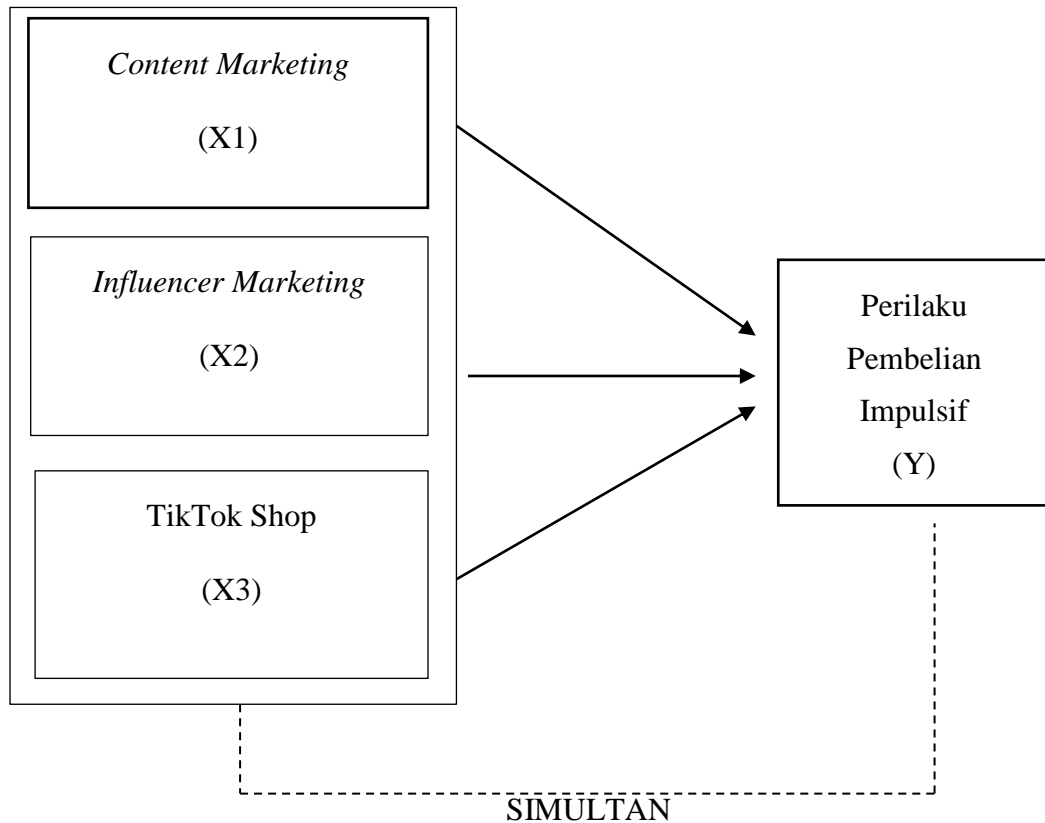 Content Marketing
(X1)
Influencer Marketing
(X2)
TikTok Shop
(X3)
Perilaku
Pembelian
Impulsif
(Y)
SIMULTAN